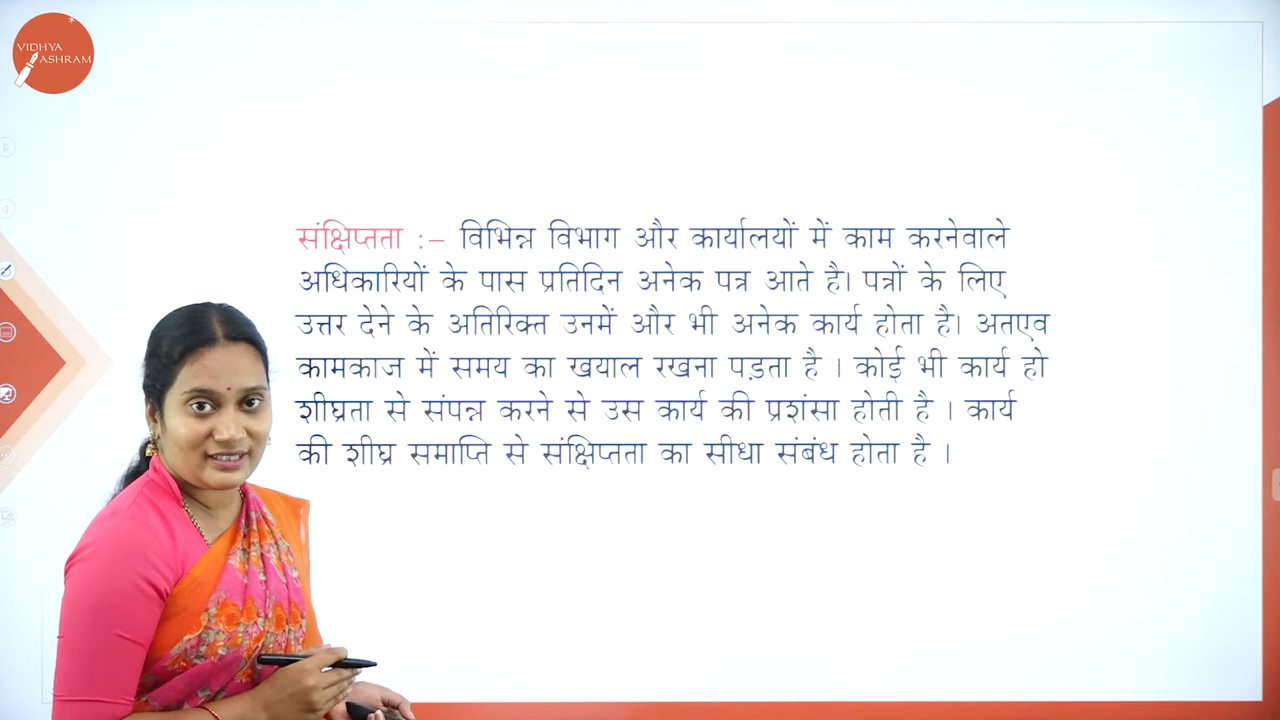 VIDHYA
ASHRAM
संक्षिप्तता :– विभिन्न विभाग और कार्यालयों में काम करनेवाले
अधिकारियों के पास प्रतिदिन अनेक पत्र आते है। पत्रों के लिए
उत्तर देने के अतिरिक्त उनमें और भी अनेक कार्य होता है। अतएव
कामकाज में समय का खयाल रखना पड़ता है । कोई भी कार्य हो
शीघ्रता से संपन्न करने से उस कार्य की प्रशंसा होती है । कार्य
की शीघ्र समाप्ति से संक्षिप्तता का सीधा संबंध होता है ।